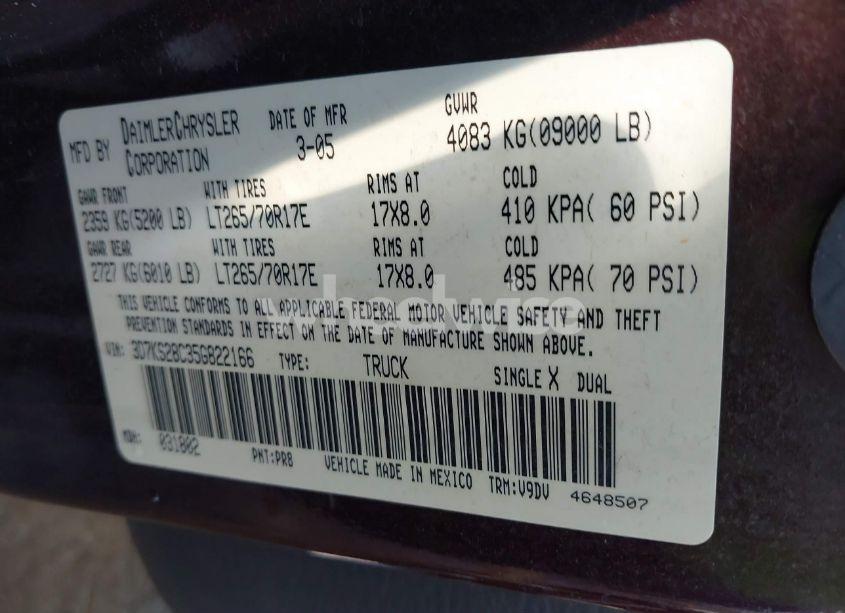 MFD BY DAIMLERCHRYSLER CORPORATION DATE OF MFR 3-05 GVWR 4083 KG(09000 LB)
GAWR FRONT WITH TIRES RIMS AT COLD
2359 KG(5200 LB) LT265/70R17E 17X8.0 410 KPA( 60 PSI)
GAWR REAR WITH TIRES RIMS AT COLD
2727 KG(6010 LB) LT265/70R17E 17X8.0 485 KPA( 70 PSI)
THIS VEHICLE CONFORMS TO ALL APPLICABLE FEDERAL MOTOR VEHICLE SAFETY AND THEFT
PREVENTION STANDARDS IN EFFECT ON THE DATE OF MANUFACTURE SHOWN ABOVE.
VIN: 3D7KS28C35G822166 TYPE: TRUCK SINGLE X DUAL
MDH: 031802 PNT:PR8 VEHICLE MADE IN MEXICO TRM:V9DV 4648507